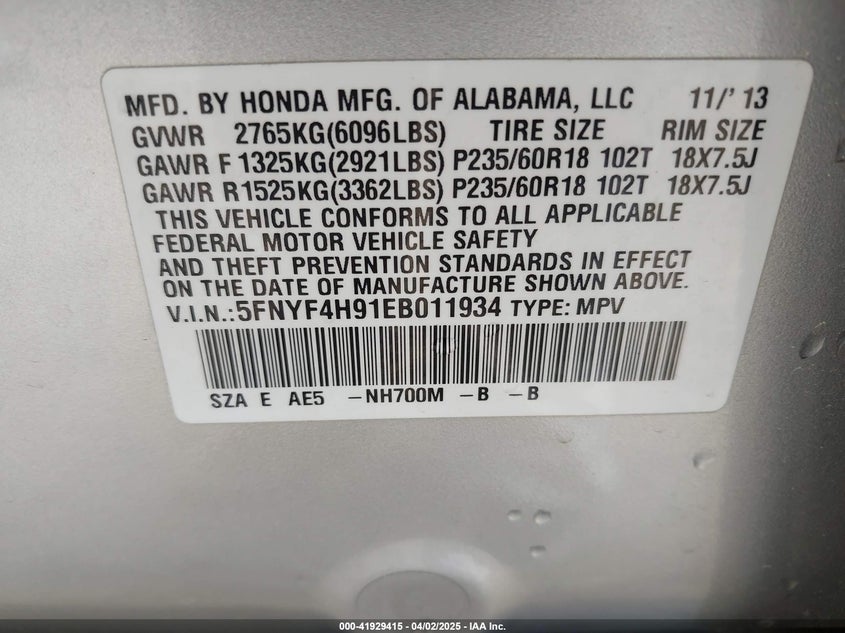 MFD. BY HONDA MFG. OF ALABAMA, LLC 11/'13
GVWR 2765KG(6096LBS) TIRE SIZE RIM SIZE
GAWR F 1325KG(2921LBS) P235/60R18 102T 18X7.5J
GAWR R1525KG(3362LBS) P235/60R18 102T 18X7.5J
THIS VEHICLE CONFORMS TO ALL APPLICABLE
FEDERAL MOTOR VEHICLE SAFETY
AND THEFT PREVENTION STANDARDS IN EFFECT
ON THE DATE OF MANUFACTURE SHOWN ABOVE.
V.I.N.:5FNYF4H91EB011934 TYPE: MPV
SZA E AE5 -NH700M -B -B
000-41929415 - 04/02/2025 - IAA Inc.